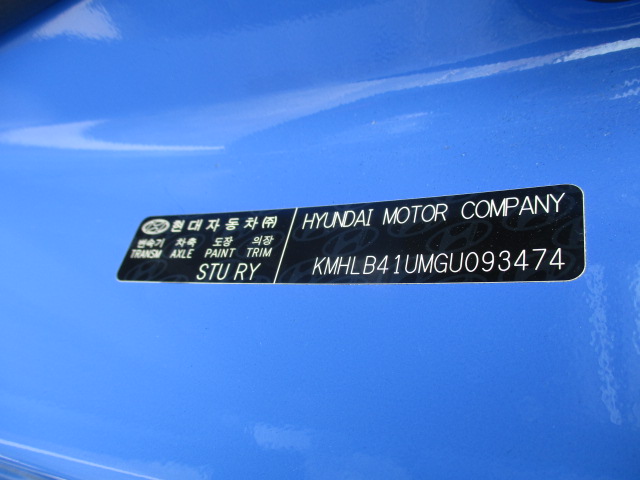 현대자동차㈜
변속기 차축 도장 의장
TRANSM AXLE PAINT TRIM
STU RY
HYUNDAI MOTOR COMPANY
KMHLB41UMGU093474